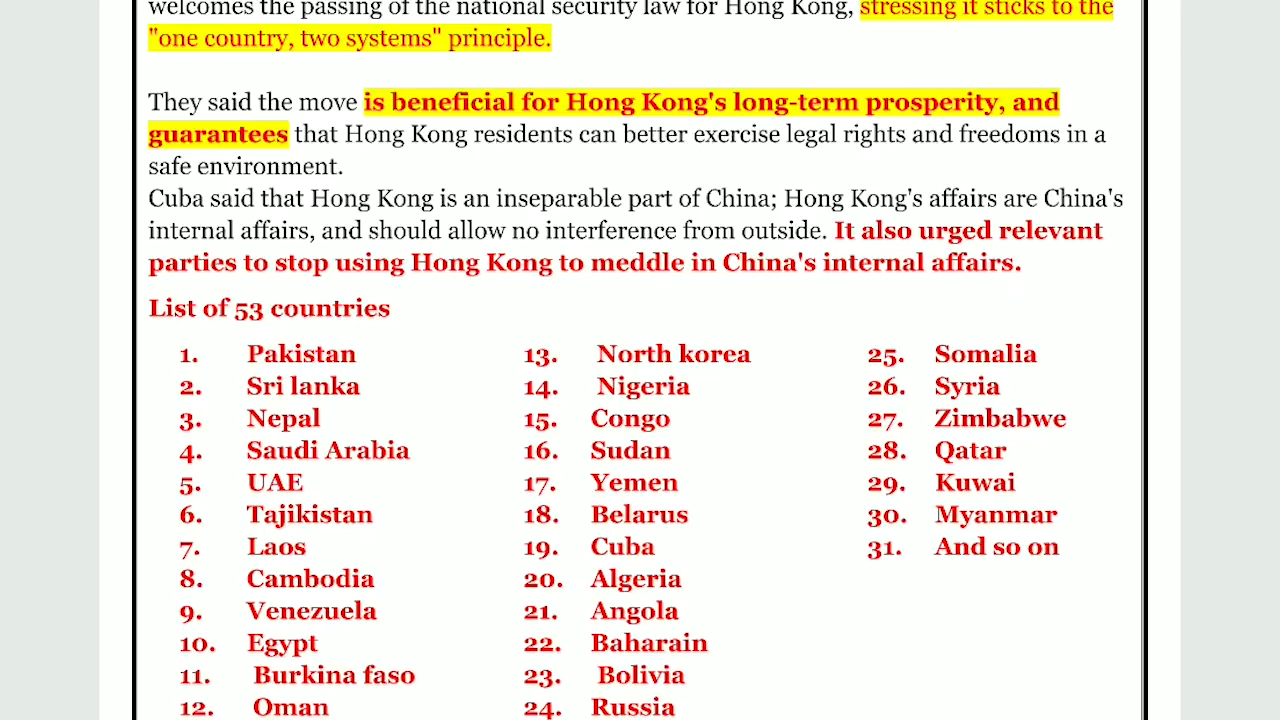 welcomes the passing of the national security law for Hong Kong, stressing it sticks to the
"one country, two systems" principle.
They said the move is beneficial for Hong Kong's long-term prosperity, and
guarantees that Hong Kong residents can better exercise legal rights and freedoms in a
safe environment.
Cuba said that Hong Kong is an inseparable part of China; Hong Kong's affairs are China's
internal affairs, and should allow no interference from outside. It also urged relevant
parties to stop using Hong Kong to meddle in China's internal affairs.
List of 53 countries
1. Pakistan
2. Sri lanka
3. Nepal
4. Saudi Arabia
5. UAE
6. Tajikistan
7. Laos
8. Cambodia
9. Venezuela
10. Egypt
11. Burkina faso
12. Oman
13. North korea
14. Nigeria
15. Congo
16. Sudan
17. Yemen
18. Belarus
19. Cuba
20. Algeria
21. Angola
22. Baharain
23. Bolivia
24. Russia
25. Somalia
26. Syria
27. Zimbabwe
28. Qatar
29. Kuwai
30. Myanmar
31. And so on